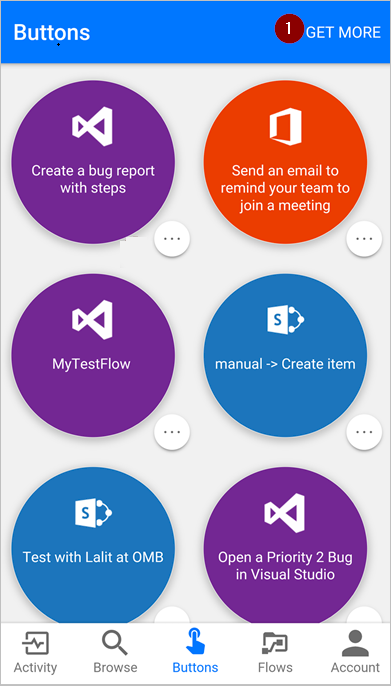 Buttons
1
GET MORE
Create a bug report
with steps
Send an email to
remind your team to
join a meeting
MyTestFlow
S
manual -> Create item
S
Test with Lalit at OMB
Open a Priority 2 Bug
in Visual Studio
Activity
Browse
Buttons
Flows
Account